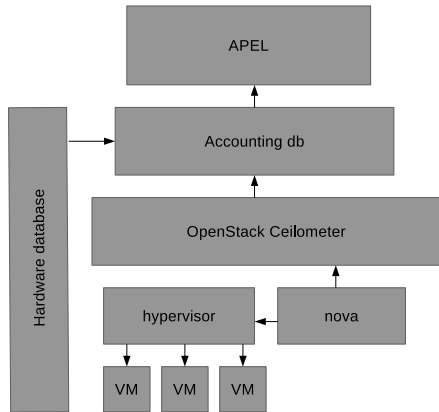 APEL
Accounting db
Hardware database
OpenStack Ceilometer
hypervisor
nova
VM
VM
VM